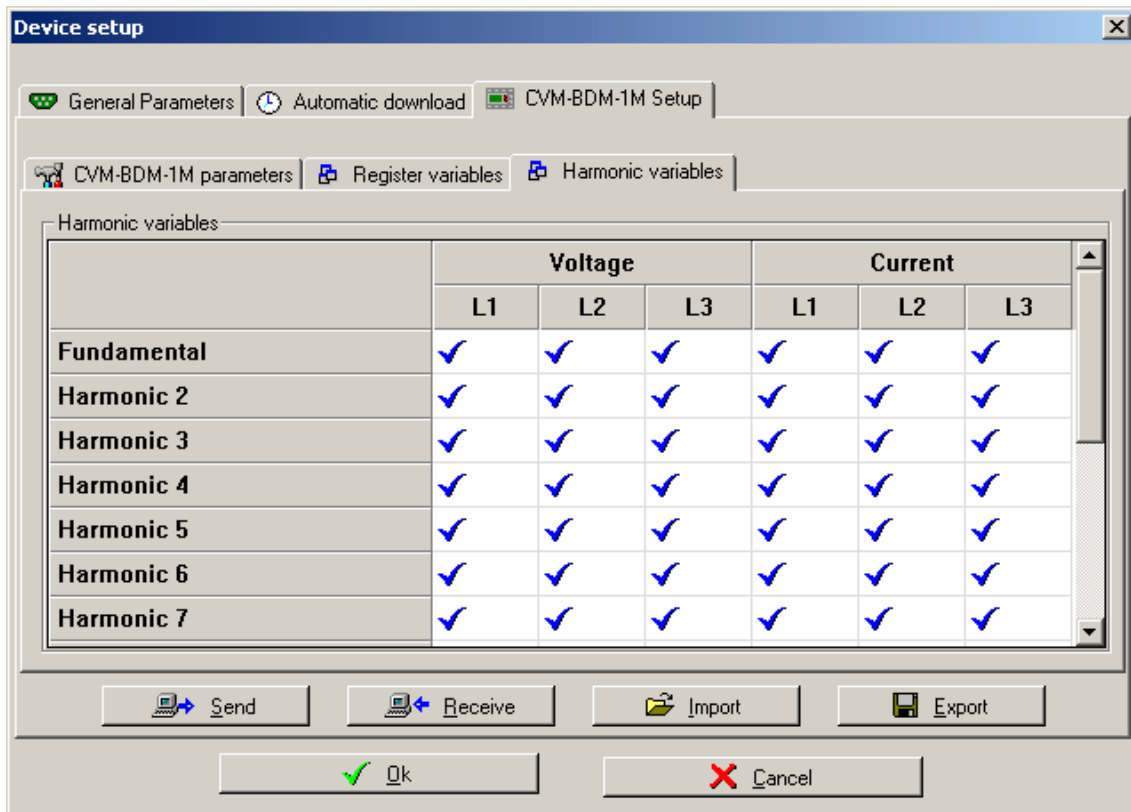 Device setup
General Parameters Automatic download CVM-BDM-1M Setup
CVM-BDM-1M parameters Register variables Harmonic variables
Harmonic variables
Voltage Current
L1 L2 L3 L1 L2 L3
Fundamental
Harmonic 2
Harmonic 3
Harmonic 4
Harmonic 5
Harmonic 6
Harmonic 7
Send Receive Import Export
Ok Cancel